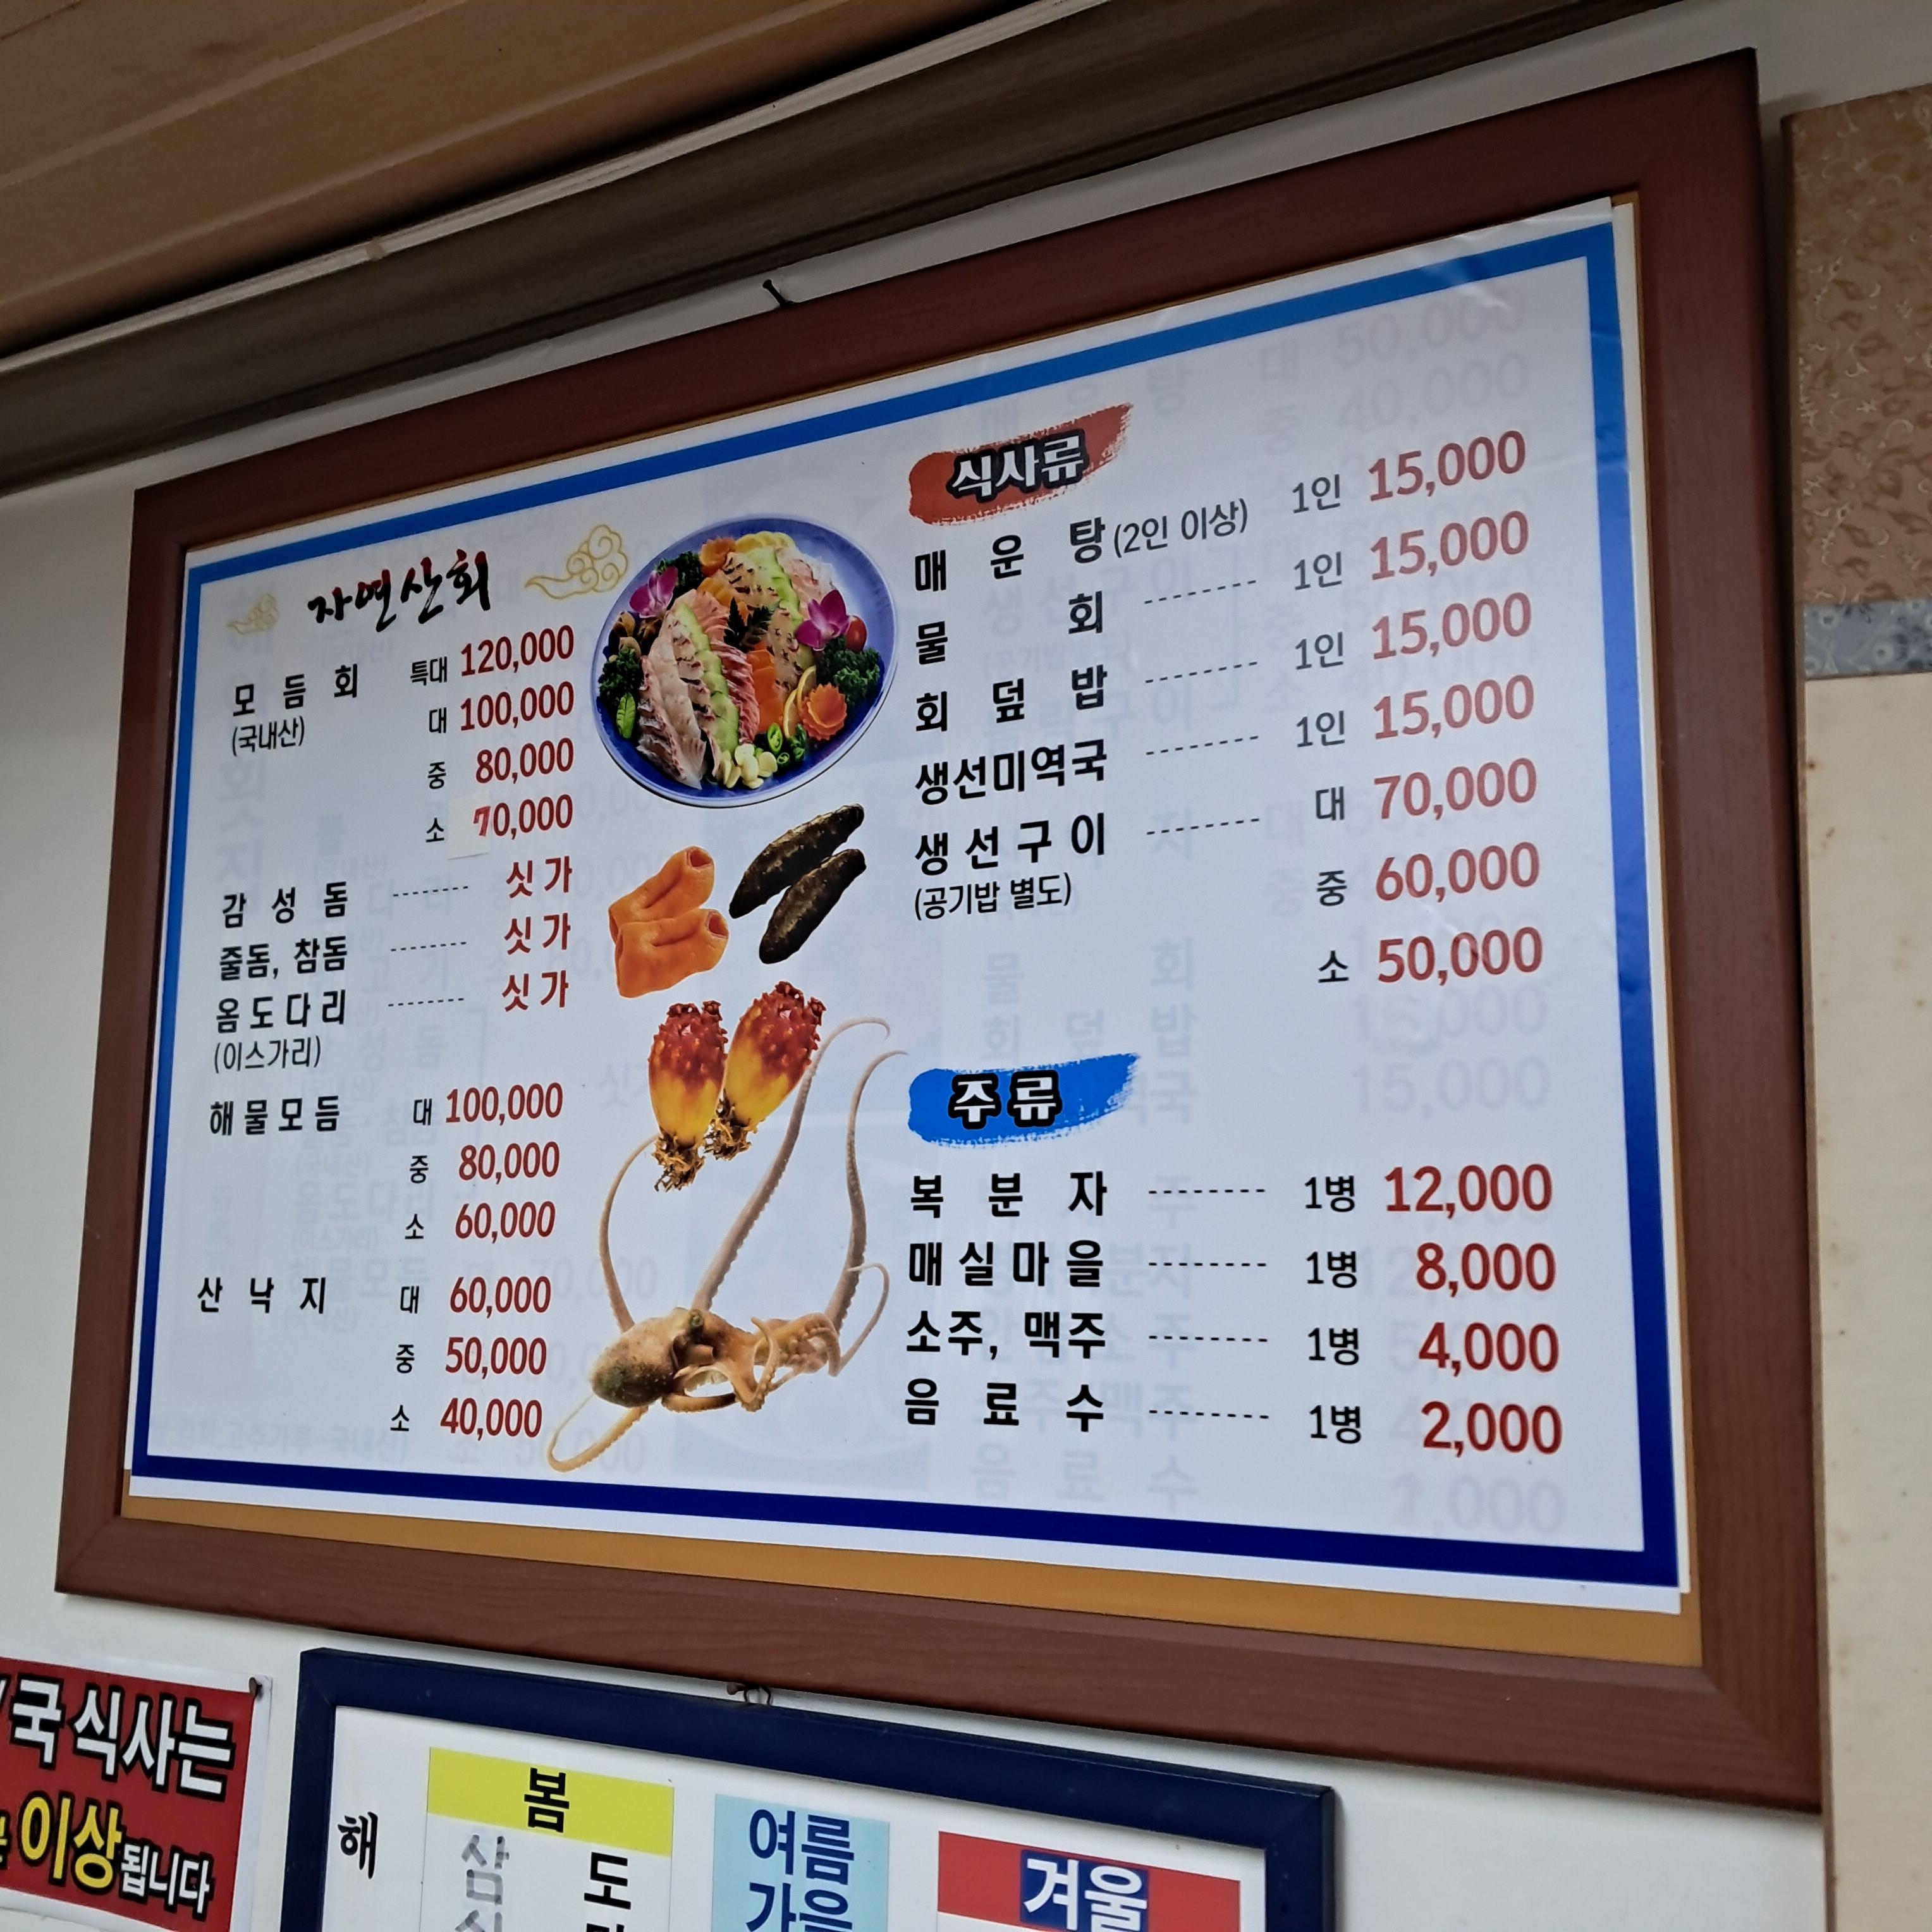 자연산회
모듬회 특대 120,000
(국내산) 대 100,000
중 80,000
소 70,000
감성돔 -------- 싯가
줄돔, 참돔 -------- 싯가
옴도다리 -------- 싯가
(이스가리)
해물모듬 대 100,000
중 80,000
소 60,000
산낙지 대 60,000
중 50,000
소 40,000
식사류
매운탕 (2인 이상) 1인 15,000
물회 -------- 1인 15,000
회덮밥 -------- 1인 15,000
생선미역국 -------- 1인 15,000
생선구이 -------- 대 70,000
(공기밥 별도) 중 60,000
소 50,000
주류
복분자 -------- 1병 12,000
매실마을 -------- 1병 8,000
소주, 맥주 -------- 1병 4,000
음료수 -------- 1병 2,000
국 식사는
이상됩니다
해
봄
삼 도
여름
가을
겨울